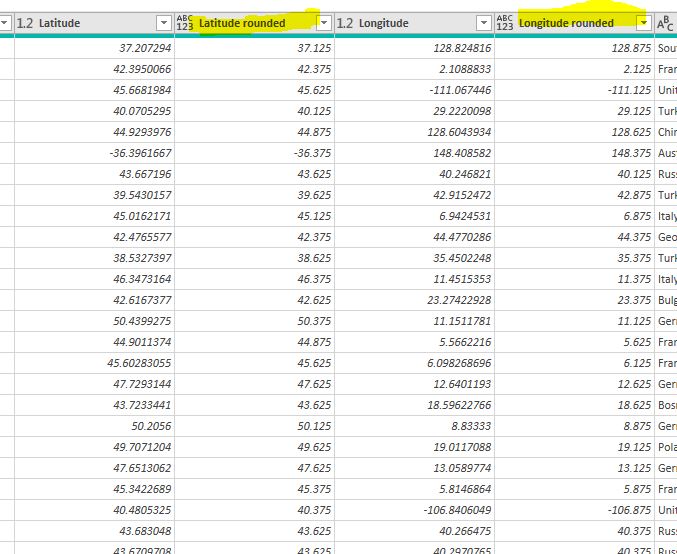 1.2 Latitude ABC 123 Latitude rounded 1.2 Longitude ABC 123 Longitude rounded ABC
37.207294 37.125 128.824816 128.875 Sou
42.3950066 42.375 2.1088833 2.125 Fran
45.6681984 45.625 -111.067446 -111.125 Unit
40.0705295 40.125 29.2220098 29.125 Turk
44.9293976 44.875 128.6043934 128.625 Chin
-36.3961667 -36.375 148.408582 148.375 Aust
43.667196 43.625 40.246821 40.125 Russ
39.5430157 39.625 42.9152472 42.875 Turk
45.0162171 45.125 6.9424531 6.875 Italy
42.4765577 42.375 44.4770286 44.375 Geo
38.5327397 38.625 35.4502248 35.375 Turk
46.3473164 46.375 11.4515353 11.375 Italy
42.6167377 42.625 23.27422928 23.375 Bulg
50.4399275 50.375 11.1511781 11.125 Ger
44.9011374 44.875 5.5662216 5.625 Fran
45.60283055 45.625 6.098268696 6.125 Fran
47.7293144 47.625 12.6401193 12.625 Ger
43.7233441 43.625 18.59622766 18.625 Bos
50.2056 50.125 8.83333 8.875 Ger
49.7071204 49.625 19.0117088 19.125 Pola
47.6513062 47.625 13.0589774 13.125 Ger
45.3422689 45.375 5.8146864 5.875 Fran
40.4805325 40.375 -106.8406049 -106.875 Unit
43.683048 43.625 40.266475 40.375 Russ
43.6709708 43.625 40.2970765 40.375 Russ